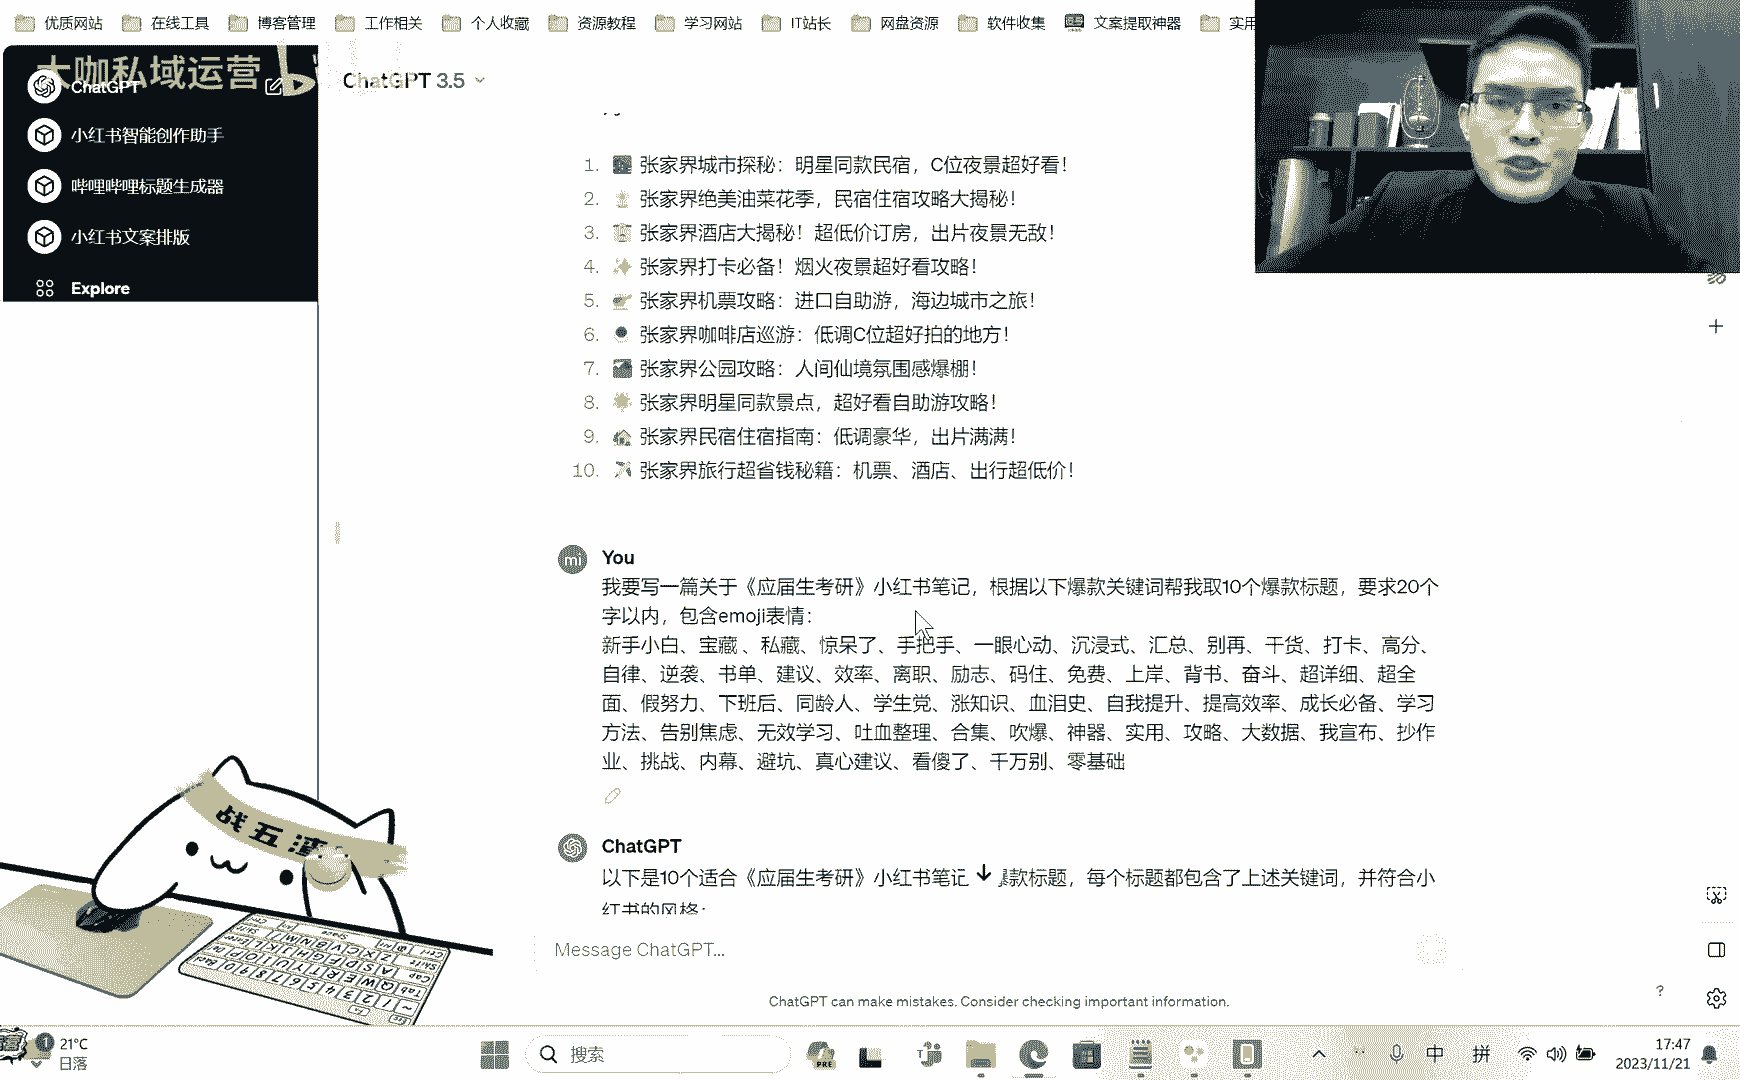 优质网站
在线工具
博客管理
工作相关
个人收藏
资源教程
学习网站
IT站长
网盘资源
软件收集
文案提取神器
实用
大咖私域运营
ChatGPT
小红书智能创作助手
哔哩哔哩标题生成器
小红书文案排版
Explore
ChatGPT 3.5
1. 张家界城市探秘：明星同款民宿，C位夜景超好看！
2. 张家界绝美油菜花季，民宿住宿攻略大揭秘！
3. 张家界酒店大揭秘！超低价订房，出片夜景无敌！
4. 张家界打卡必备！烟火夜景超好看攻略！
5. 张家界机票攻略：进口自助游，海边城市之旅！
6. 张家界咖啡店巡游：低调C位超好拍的地方！
7. 张家界公园攻略：人间仙境氛围感爆棚！
8. 张家界明星同款景点，超好看自助游攻略！
9. 张家界民宿住宿指南：低调豪华，出片满满！
10. 张家界旅行超省钱秘籍：机票、酒店、出行超低价！
mi You
我要写一篇关于《应届生考研》小红书笔记，根据以下爆款关键词帮我取10个爆款标题，要求20个
字以内，包含emoji表情：
新手小白、宝藏 、私藏、惊呆了、手把手、一眼心动、沉浸式、汇总、别再、干货、打卡、高分、
自律、逆袭、书单、建议、效率、离职、励志、码住、免费、上岸、背书、奋斗、超详细、超全
面、假努力、下班后、同龄人、学生党、涨知识、血泪史、自我提升、提高效率、成长必备、学习
方法、告别焦虑、无效学习、吐血整理、合集、吹爆、神器、实用、攻略、大数据、我宣布、抄作
业、挑战、内幕、避坑、真心建议、看傻了、千万别、零基础
ChatGPT
以下是10个适合《应届生考研》小红书笔记 款标题，每个标题都包含了上述关键词，并符合小
红书的风格：
Message ChatGPT...
ChatGPT can make mistakes. Consider checking important information.
?
战五渣
21°C
日落
1
搜索
PRE
中
拼
17:47
2023/11/21